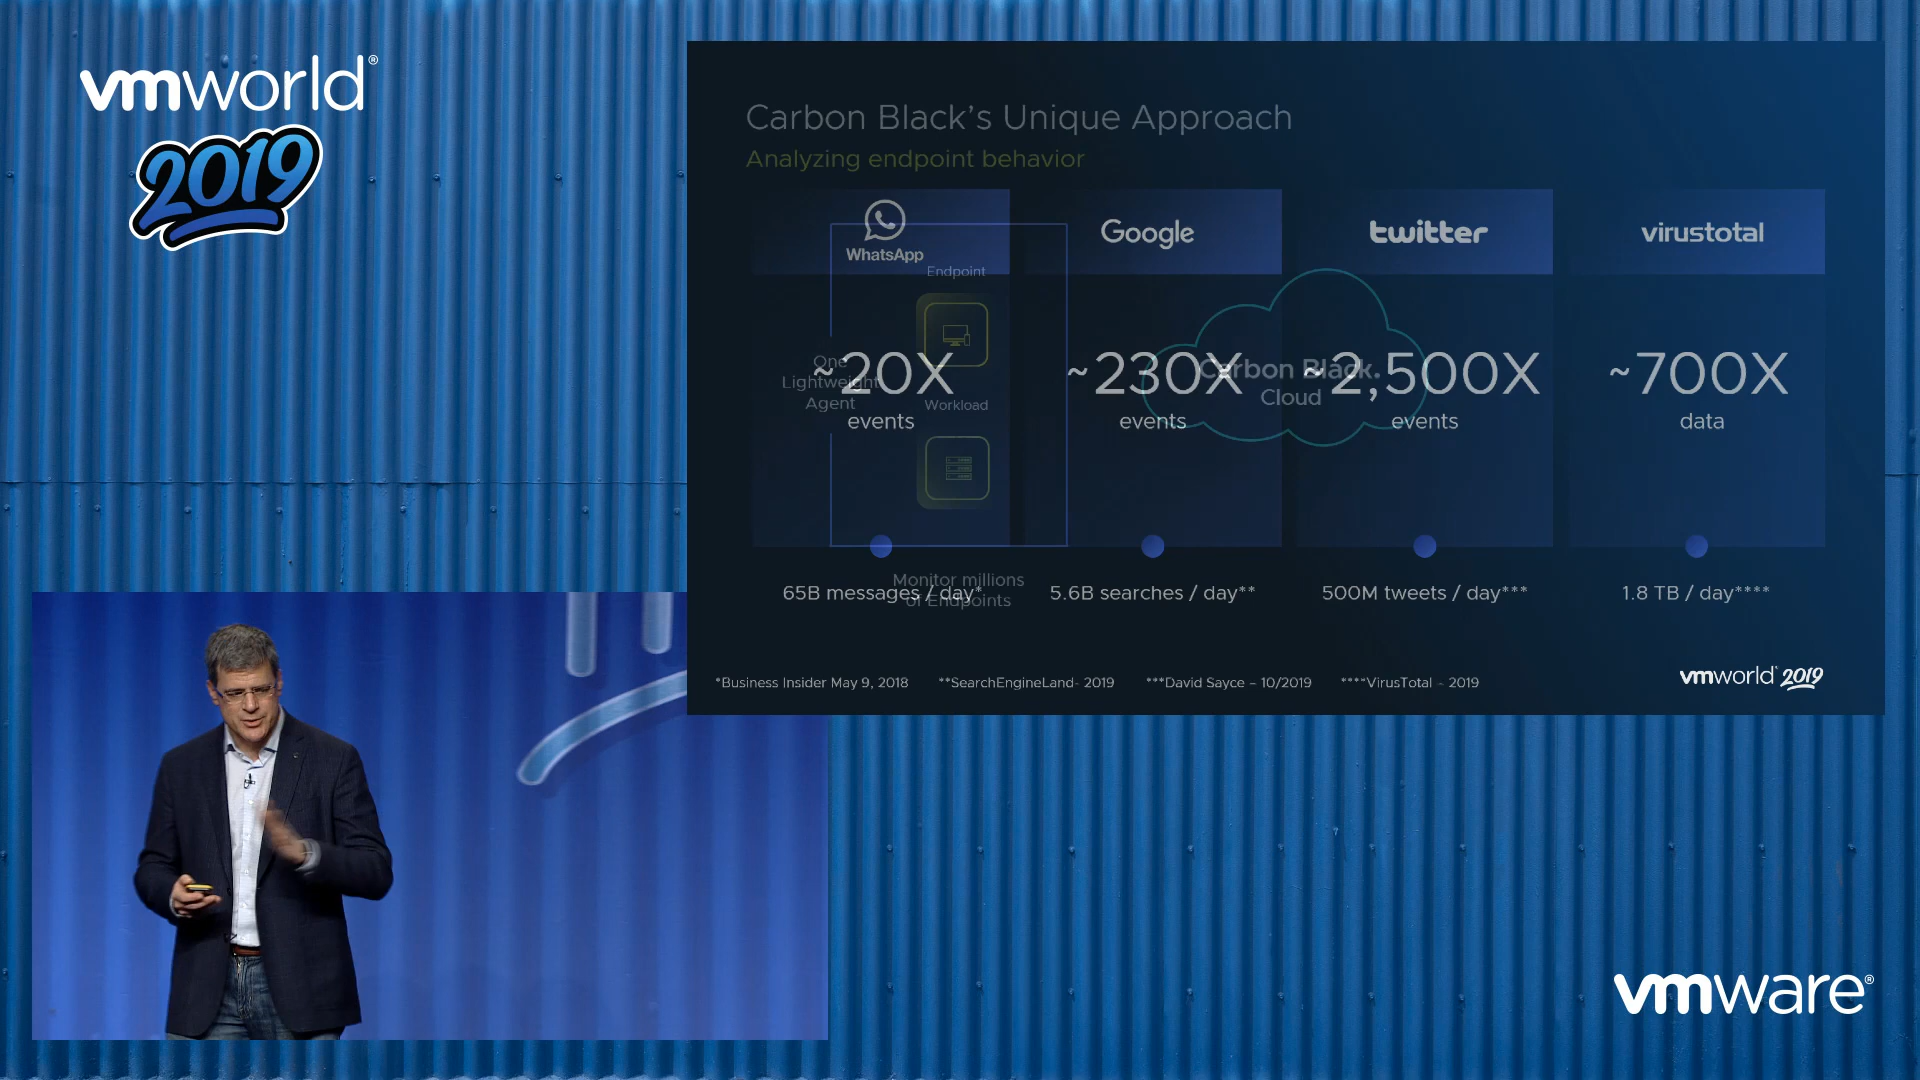 vmworld®
2019
Carbon Black's Unique Approach
Analyzing endpoint behavior
WhatsApp
Google
twitter
virustotal
Endpoint
One
Lightweight
Agent
Workload
Carbon Black.
Cloud
~20X
events
~230X
events
~2,500X
events
~700X
data
Monitor millions
of Endpoints
65B messages / day*
5.6B searches / day**
500M tweets / day***
1.8 TB / day****
*Business Insider May 9, 2018
**SearchEngineLand- 2019
***David Sayce – 10/2019
****VirusTotal - 2019
vmworld® 2019
vmware®